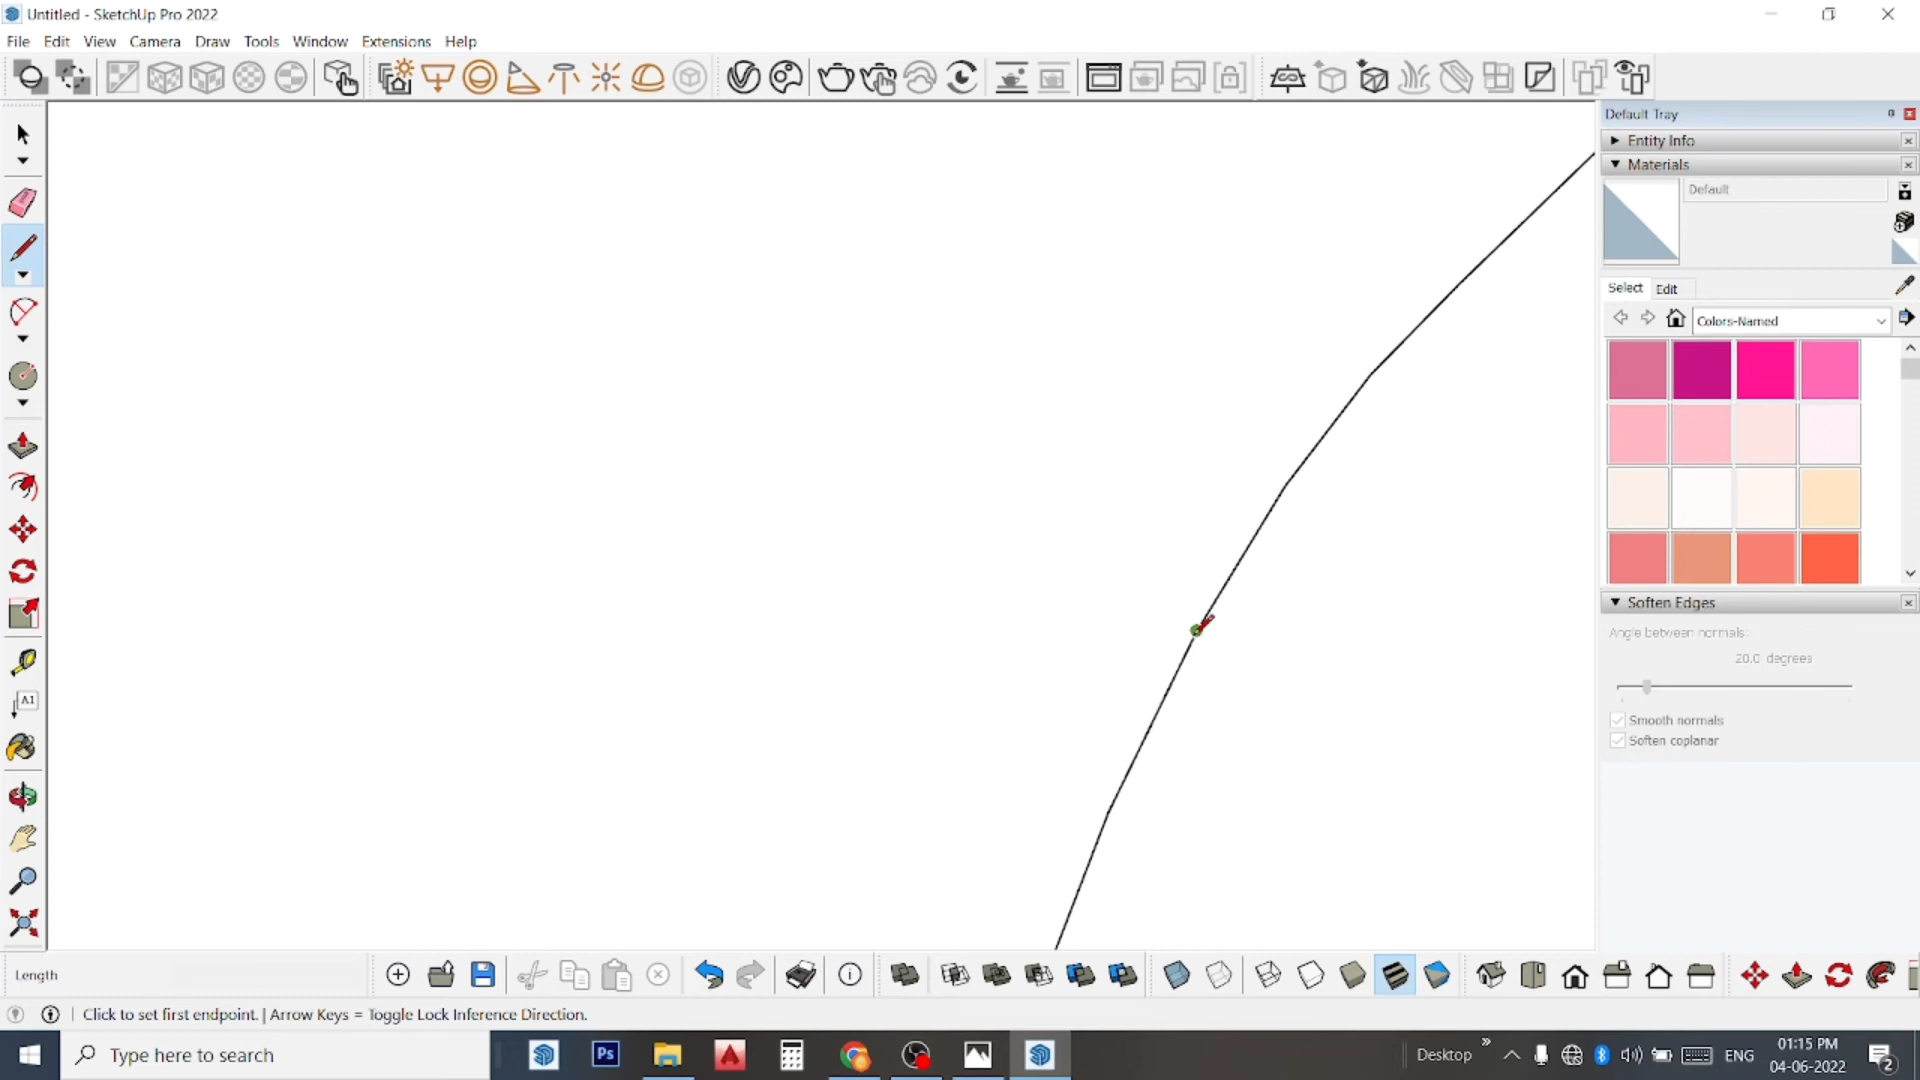 Untitled - SketchUp Pro 2022
File Edit View Camera Draw Tools Window Extensions Help
Default Tray
Entity Info
Materials
Default
Select Edit
Colors-Named
Soften Edges
Angle between normals:
20.0 degrees
Smooth normals
Soften coplanar
A1
Length
Click to set first endpoint. | Arrow Keys = Toggle Lock Inference Direction.
Type here to search
Ps
Desktop
ENG
01:15 PM
04-06-2022
2